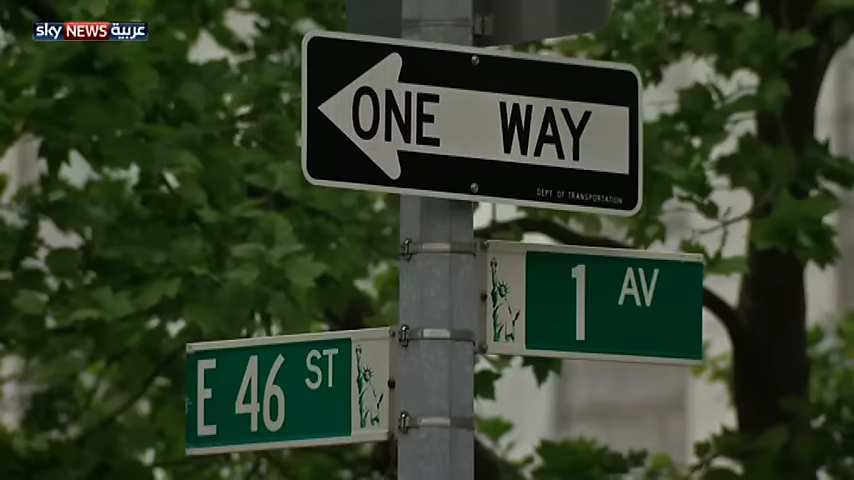 sky NEWS عربية
ONE WAY
DEPT OF TRANSPORTATION
1 AV
E 46 ST